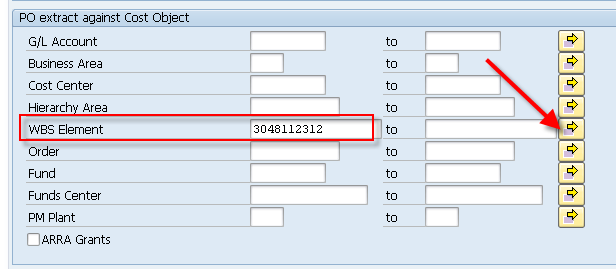 PO extract against Cost Object
G/L Account to
Business Area to
Cost Center to
Hierarchy Area to
WBS Element 3048112312 to
Order to
Fund to
Funds Center to
PM Plant to
ARRA Grants